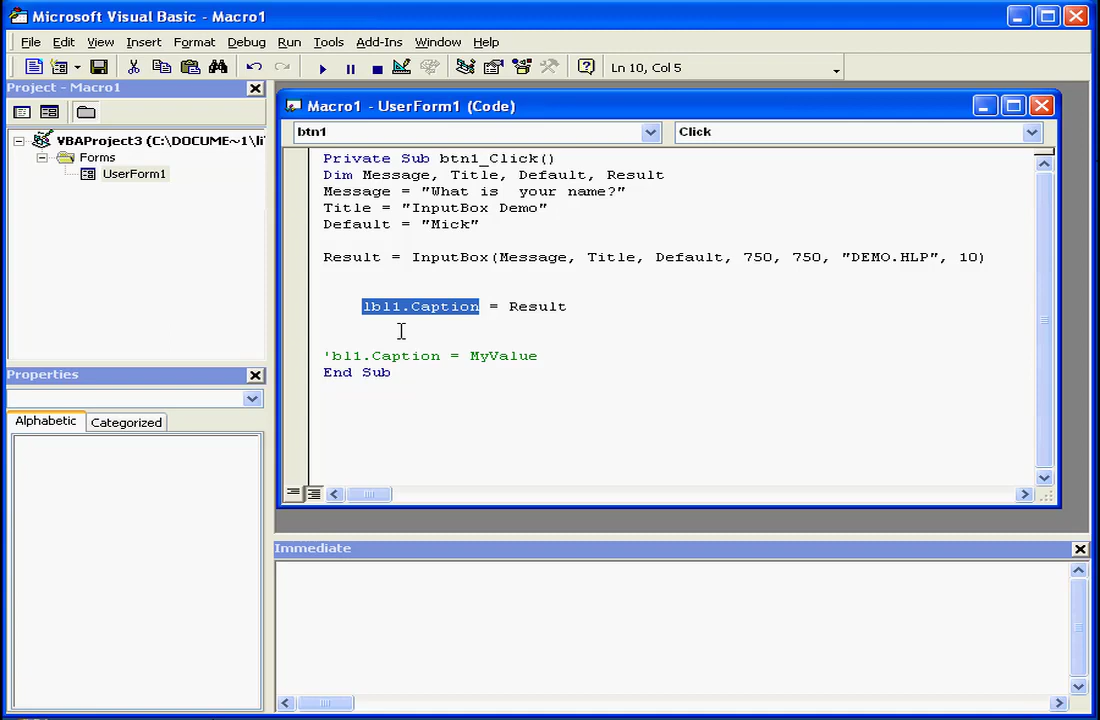 Microsoft Visual Basic - Macro1
File Edit View Insert Format Debug Run Tools Add-Ins Window Help
Ln 10, Col 5
Project - Macro1
VBAProject3 (C:\DOCUME~1\li
Forms
UserForm1
Properties
Alphabetic Categorized
Macro1 - UserForm1 (Code)
btn1 Click
Private Sub btn1_Click()
Dim Message, Title, Default, Result
Message = "What is  your name?"
Title = "InputBox Demo"
Default = "Mick"
Result = InputBox(Message, Title, Default, 750, 750, "DEMO.HLP", 10)
lbl1.Caption = Result
'bl1.Caption = MyValue
End Sub
Immediate